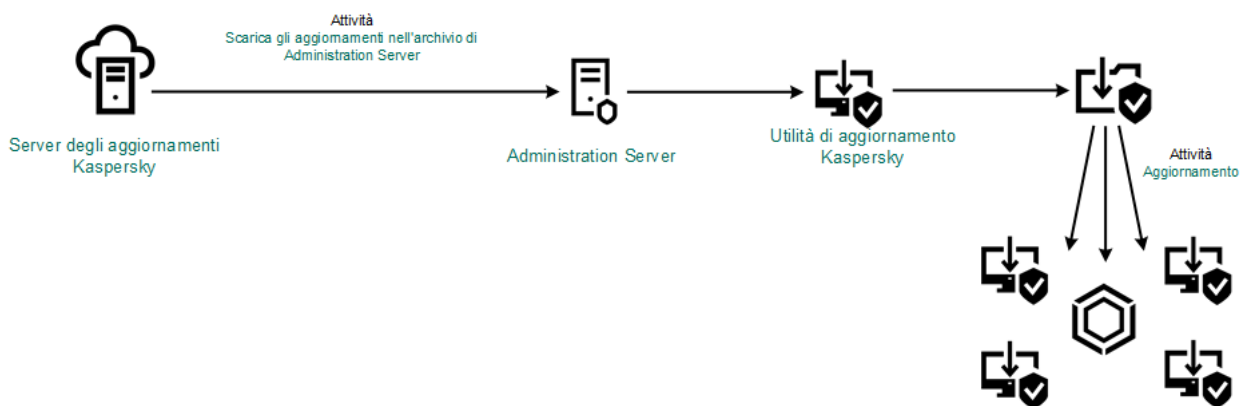 Attività
Scarica gli aggiornamenti nell'archivio di
Administration Server
Server degli aggiornamenti
Kaspersky
Administration Server
Utilità di aggiornamento
Kaspersky
Attività
Aggiornamento